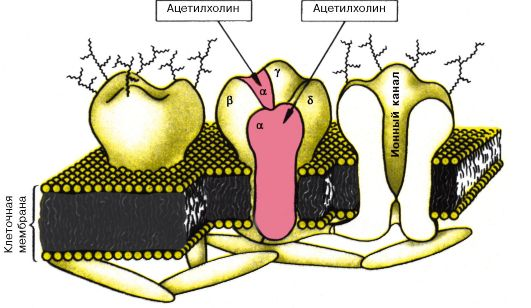 Ацетилхолин
Ацетилхолин
γ
α
β
δ
α
Ионный канал
Клеточная
мембрана